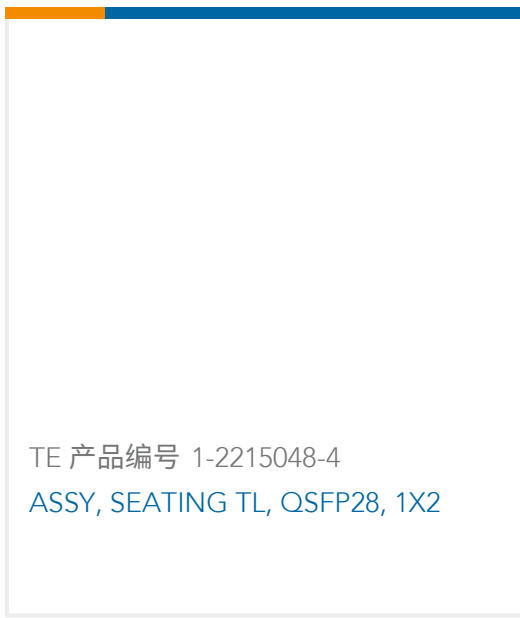 TE 产品编号 1-2215048-4
ASSY, SEATING TL, QSFP28, 1X2